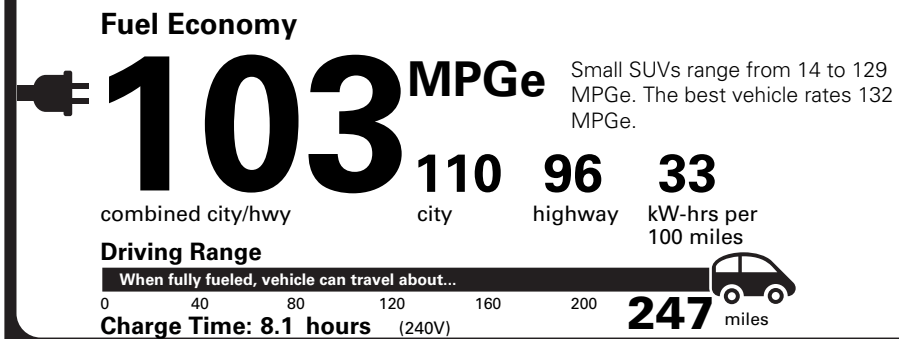 Fuel Economy
103 MPGe
Small SUVs range from 14 to 129
MPGe. The best vehicle rates 132
MPGe.
110 96 33
combined city/hwy city highway kW-hrs per
100 miles
Driving Range
When fully fueled, vehicle can travel about...
0 40 80 120 160 200 247 miles
Charge Time: 8.1 hours (240V)